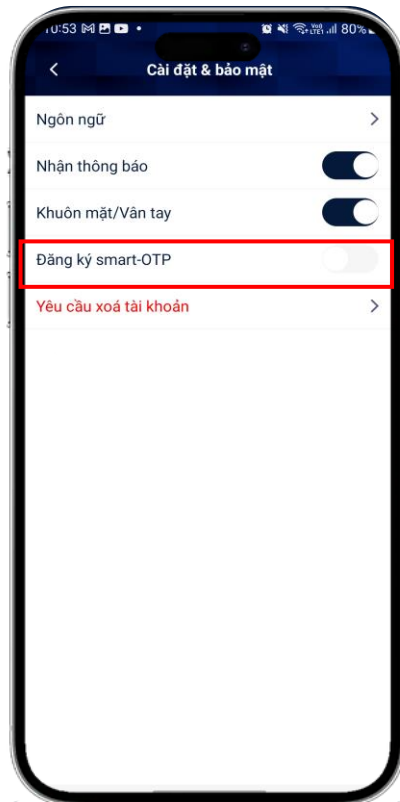 10:53 80%
Cài đặt & bảo mật
Ngôn ngữ
Nhận thông báo
Khuôn mặt/Vân tay
Đăng ký smart-OTP
Yêu cầu xoá tài khoản